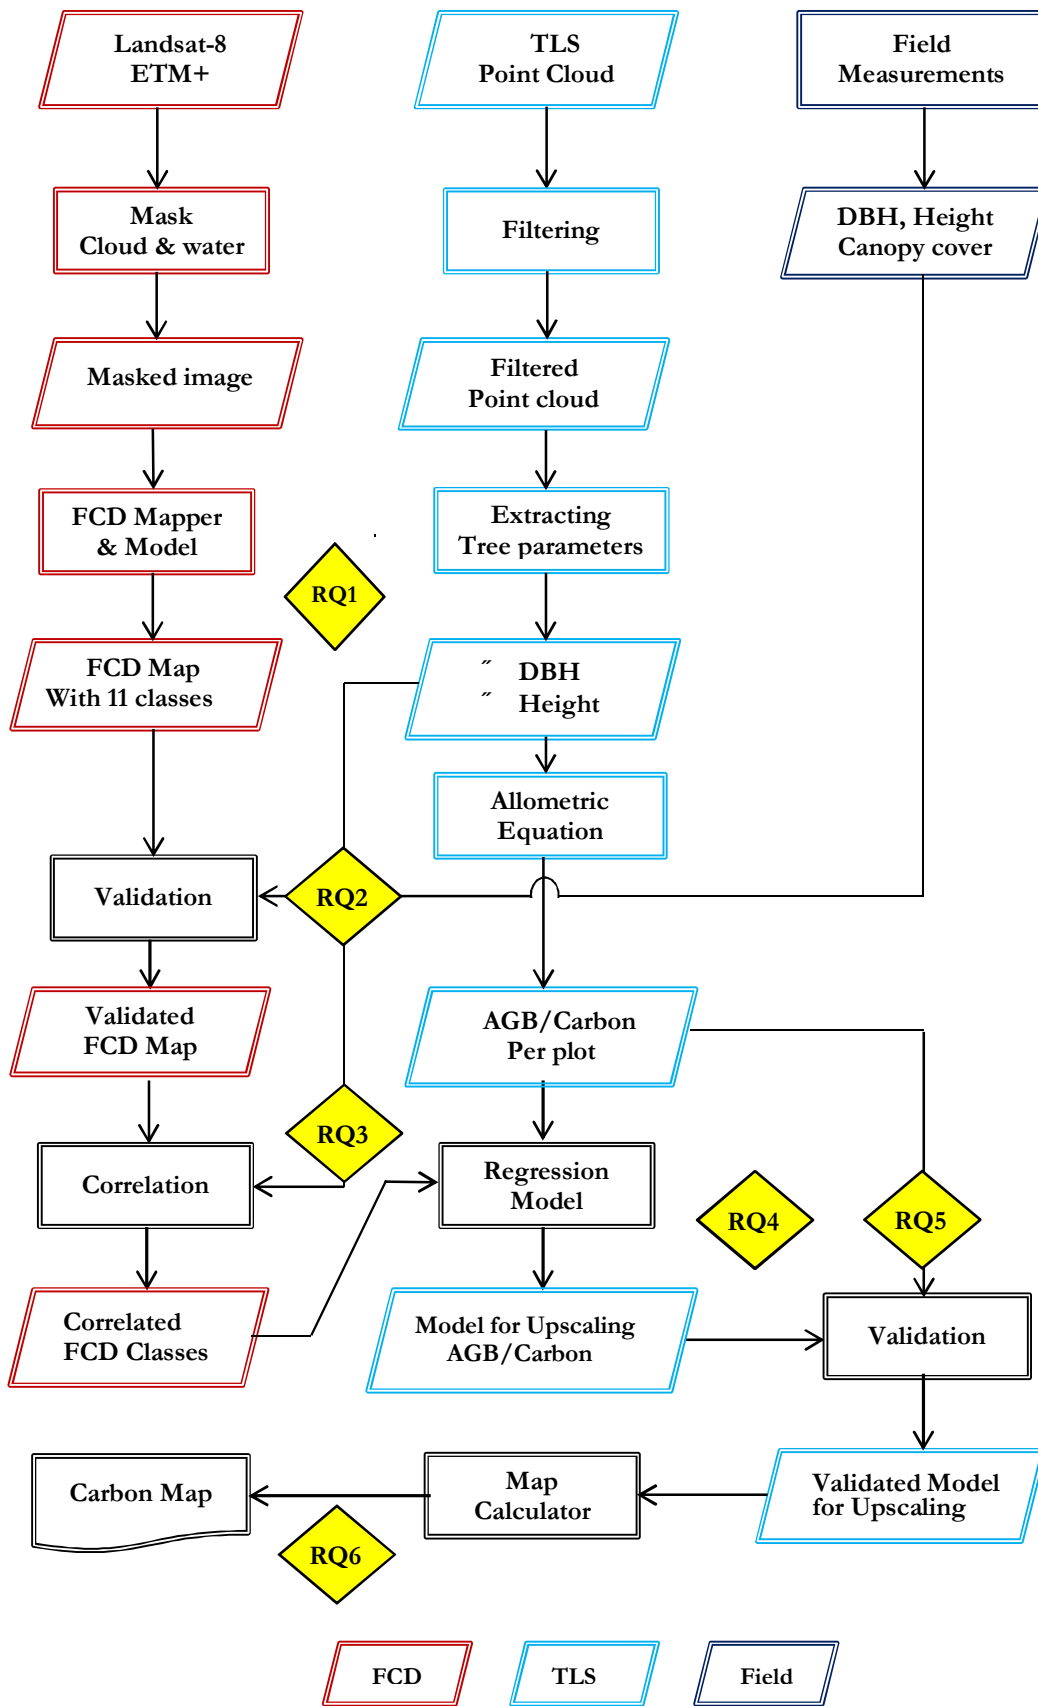 Landsat-8
ETM+
TLS
Point Cloud
Field
Measurements
Mask
Cloud & water
Filtering
DBH, Height
Canopy cover
Masked image
Filtered
Point cloud
FCD Mapper
& Model
Extracting
Tree parameters
RQ1
FCD Map
With 11 classes
˝ DBH
˝ Height
Allometric
Equation
Validation
RQ2
Validated
FCD Map
AGB/Carbon
Per plot
RQ3
Correlation
Regression
Model
RQ4
RQ5
Correlated
FCD Classes
Model for Upscaling
AGB/Carbon
Validation
Carbon Map
Map
Calculator
Validated Model
for Upscaling
RQ6
FCD
TLS
Field